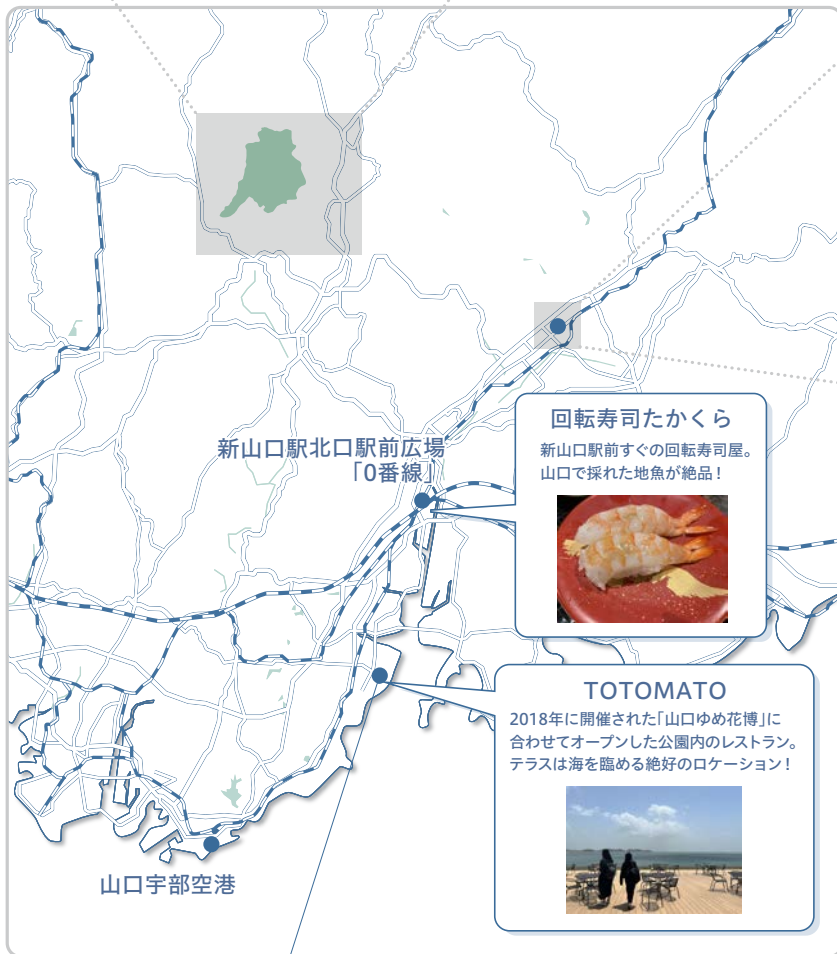 新山口駅北口駅前広場
「0番線」
回転寿司たかくら
新山口駅前すぐの回転寿司屋。
山口で採れた地魚が絶品！
TOTOMATO
2018年に開催された「山口ゆめ花博」に
合わせてオープンした公園内のレストラン。
テラスは海を臨める絶好のロケーション！
山口宇部空港